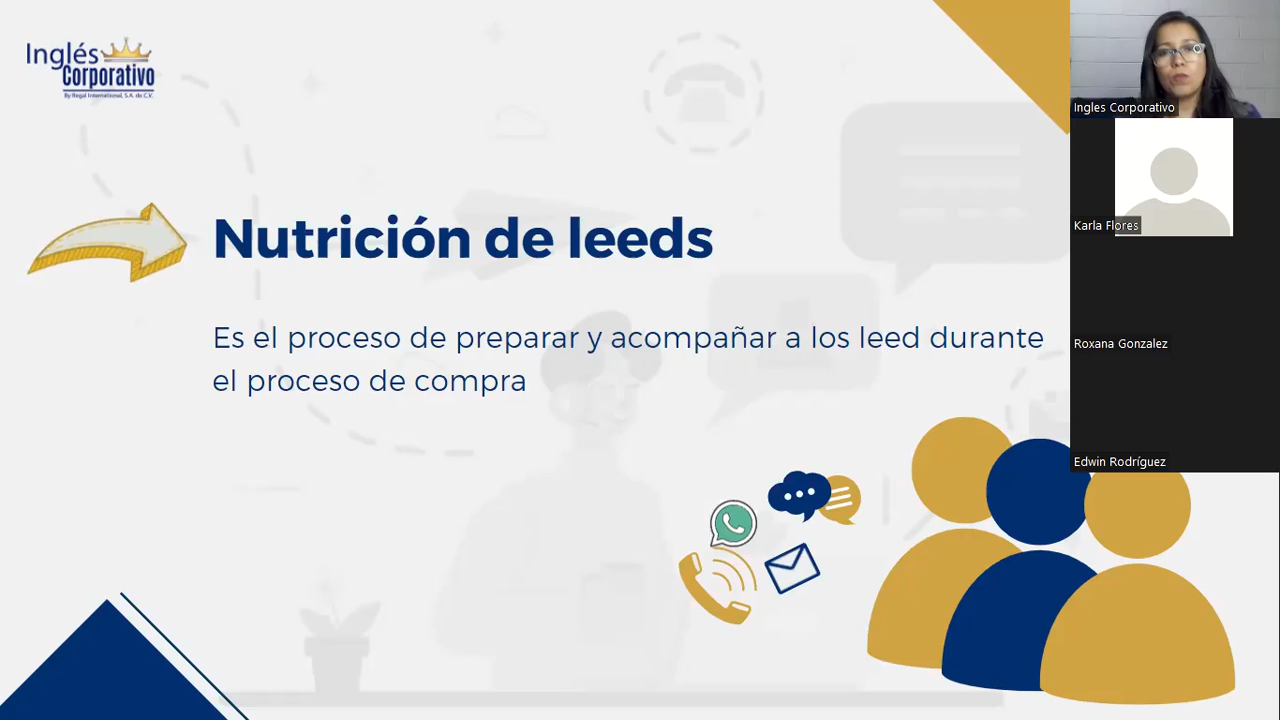 Inglés
Corporativo
By Regal International, S.A. de C.V.
Nutrición de leeds
Es el proceso de preparar y acompañar a los leed durante
el proceso de compra
Ingles Corporativo
Karla Flores
Roxana Gonzalez
Edwin Rodríguez